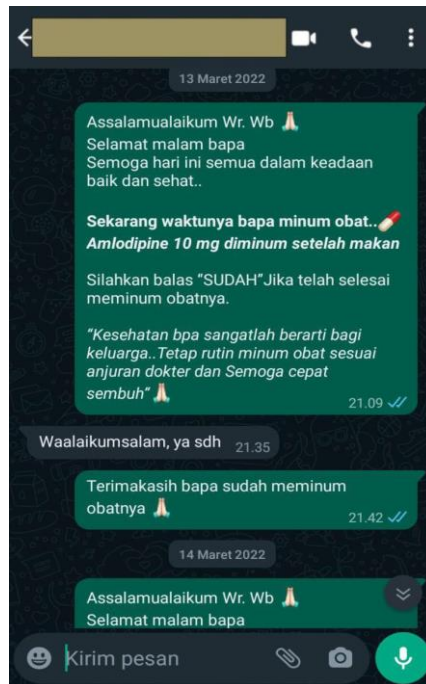 13 Maret 2022
Assalamualaikum Wr. Wb 🙏🏻
Selamat malam bapa
Semoga hari ini semua dalam keadaan
baik dan sehat..
Sekarang waktunya bapa minum obat..💊
Amlodipine 10 mg diminum setelah makan
Silahkan balas "SUDAH"Jika telah selesai
meminum obatnya.
"Kesehatan bpa sangatlah berarti bagi
keluarga..Tetap rutin minum obat sesuai
anjuran dokter dan Semoga cepat
sembuh" 🙏🏻
21.09
Waalaikumsalam, ya sdh 21.35
Terimakasih bapa sudah meminum
obatnya 🙏🏻
21.42
14 Maret 2022
Assalamualaikum Wr. Wb 🙏🏻
Selamat malam bapa
Kirim pesan